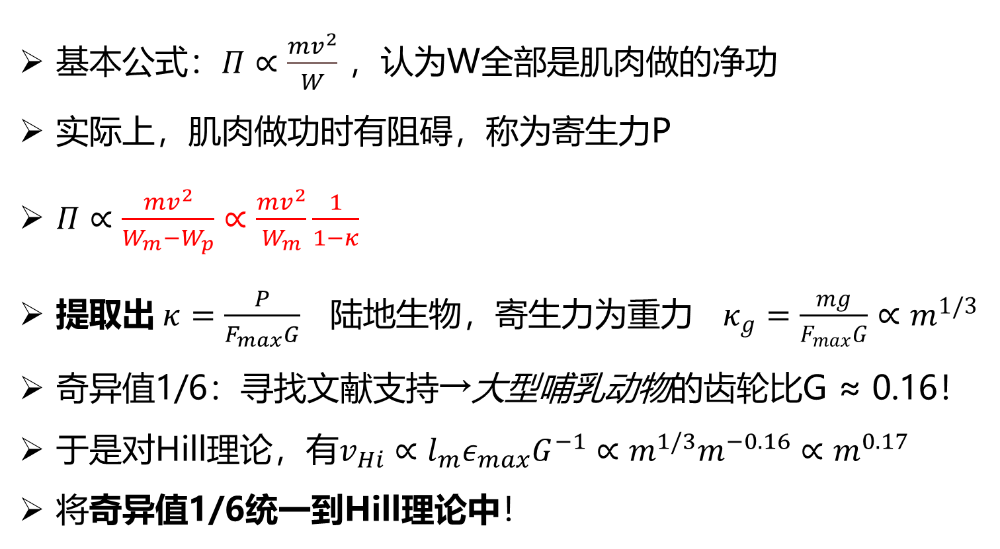 ➢ 基本公式：$\Pi \propto \frac{mv^2}{W}$，认为W全部是肌肉做的净功
➢ 实际上，肌肉做功时有阻碍，称为寄生力P
➢ $\Pi \propto \frac{mv^2}{W_m - W_p} \propto \frac{mv^2}{W_m} \frac{1}{1-\kappa}$
➢ 提取出 $\kappa = \frac{P}{F_{max}G}$ 陆地生物，寄生力为重力 $\kappa_g = \frac{mg}{F_{max}G} \propto m^{1/3}$
➢ 奇异值1/6：寻找文献支持→大型哺乳动物的齿轮比G ≈ 0.16！
➢ 于是对Hill理论，有$v_{Hi} \propto l_m \epsilon_{max} G^{-1} \propto m^{1/3} m^{-0.16} \propto m^{0.17}$
➢ 将奇异值1/6统一到Hill理论中！